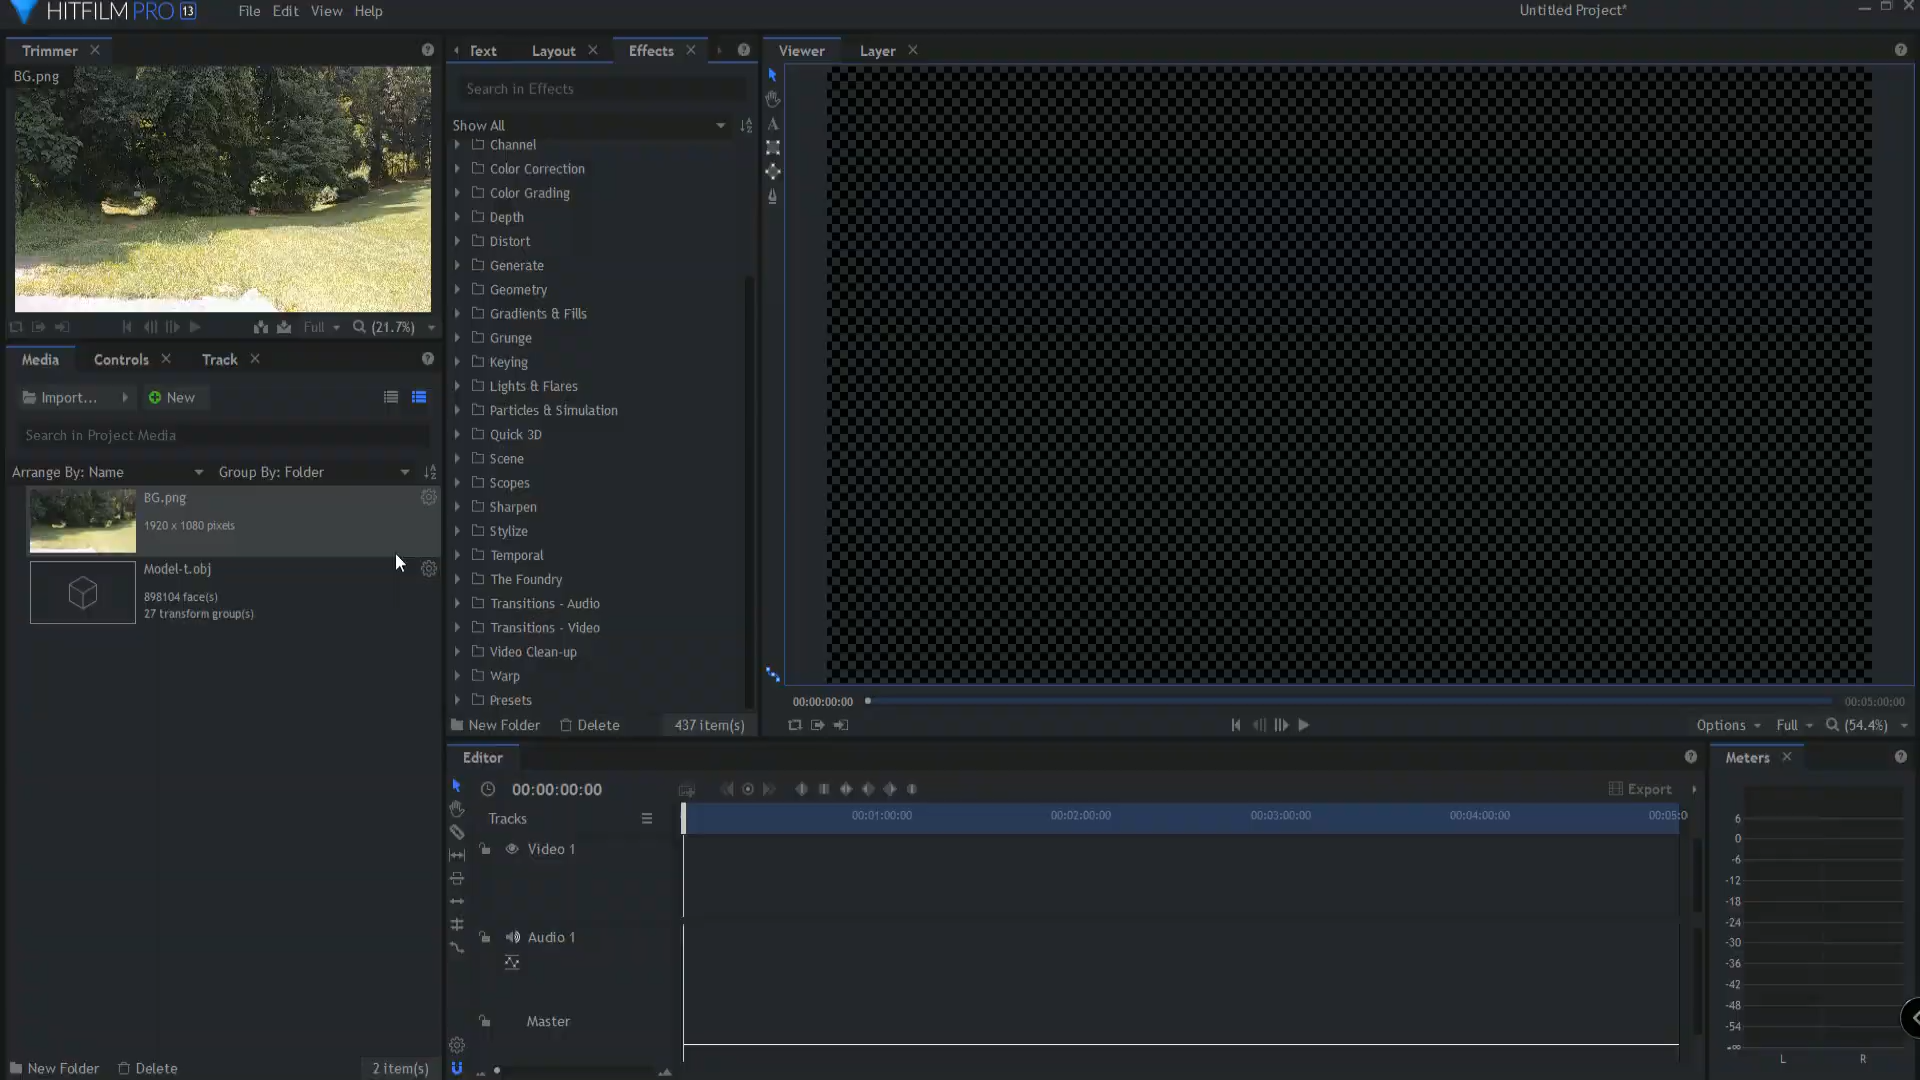 HITFILM PRO 13
File Edit View Help
Untitled Project*
Trimmer
BG.png
Full (21.7%)
Media Controls Track
Import... New
Search in Project Media
Arrange By: Name Group By: Folder
BG.png
1920 x 1080 pixels
Model-t.obj
898104 face(s)
27 transform group(s)
New Folder Delete 2 item(s)
Text Layout Effects
Search in Effects
Show All
Channel
Color Correction
Color Grading
Depth
Distort
Generate
Geometry
Gradients & Fills
Grunge
Keying
Lights & Flares
Particles & Simulation
Quick 3D
Scene
Scopes
Sharpen
Stylize
Temporal
The Foundry
Transitions - Audio
Transitions - Video
Video Clean-up
Warp
Presets
New Folder Delete 437 item(s)
Viewer Layer
00:00:00:00 00:05:00:00
Options Full (54.4%)
Editor
00:00:00:00 Export
Tracks 00:01:00:00 00:02:00:00 00:03:00:00 00:04:00:00 00:05:0
Video 1
Audio 1
Master
Meters
6
0
-6
-12
-18
-24
-30
-36
-42
-48
-54
-∞
L R